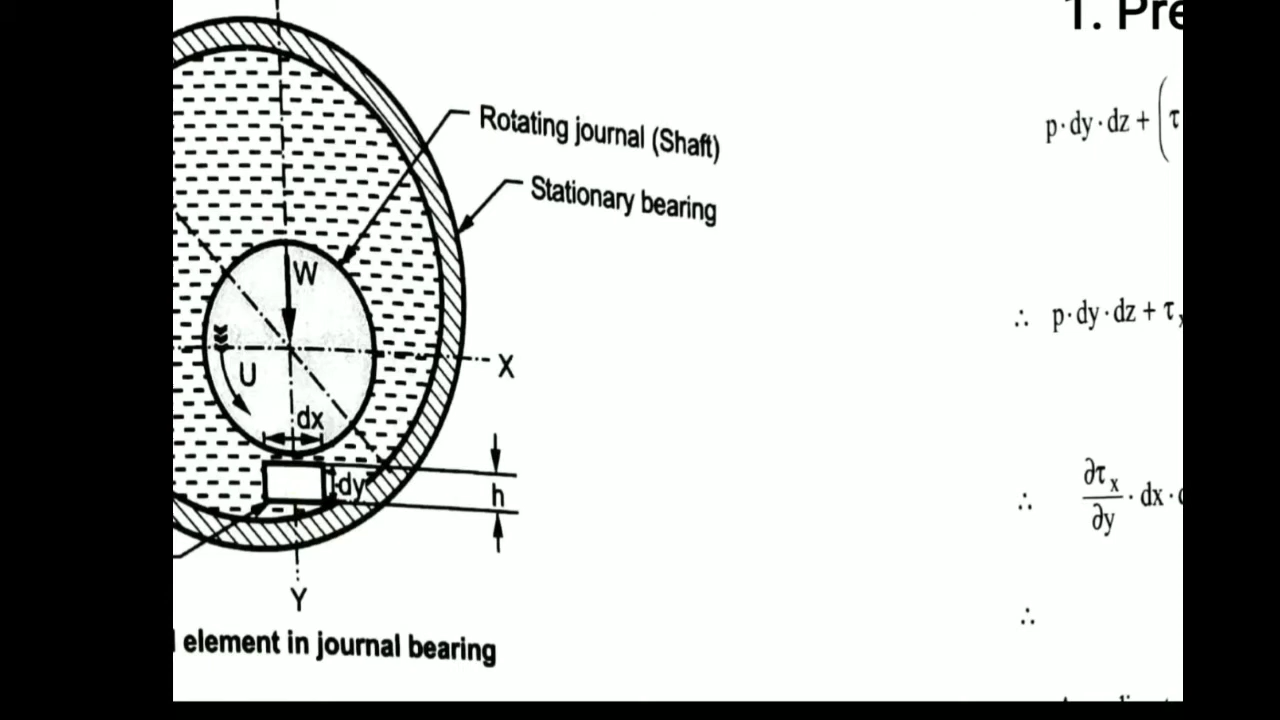 1. Pre
p·dy·dz + ( τ
Rotating journal (Shaft)
Stationary bearing
W
∴ p·dy·dz + τ
X
U
dx
dy
h
∴ ∂τx/∂y · dx ·
∴
Y
element in journal bearing